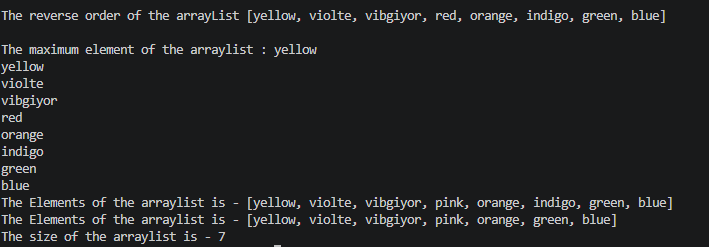 The reverse order of the arrayList [yellow, violte, vibgiyor, red, orange, indigo, green, blue]
The maximum element of the arraylist : yellow
yellow
violte
vibgiyor
red
orange
indigo
green
blue
The Elements of the arraylist is - [yellow, violte, vibgiyor, pink, orange, indigo, green, blue]
The Elements of the arraylist is - [yellow, violte, vibgiyor, pink, orange, green, blue]
The size of the arraylist is - 7